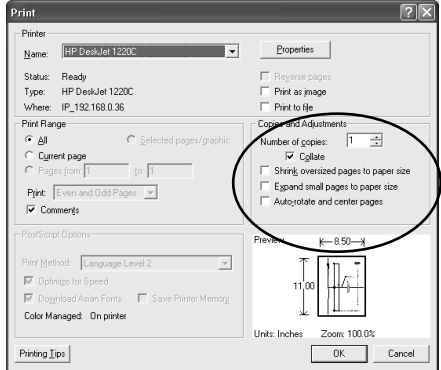 Print
Printer
Name: HP DeskJet 1220C
Properties
Status: Ready
Reverse pages
Type: HP DeskJet 1220C
Print as image
Where: IP_192.168.0.36
Print to file
Print Range
All
Selected pages/graphic
Current page
Pages from: 1 to: 1
Print: Even and Odd Pages
Comments
Copies and Adjustments
Number of copies: 1
Collate
Shrink oversized pages to paper size
Expand small pages to paper size
Auto-rotate and center pages
PostScript Options
Print Method: Language Level 2
Optimize for Speed
Download Asian Fonts
Save Printer Memory
Color Managed: On printer
Preview
8.50
11.00
Units: Inches Zoom: 100.0%
Printing Tips
OK
Cancel